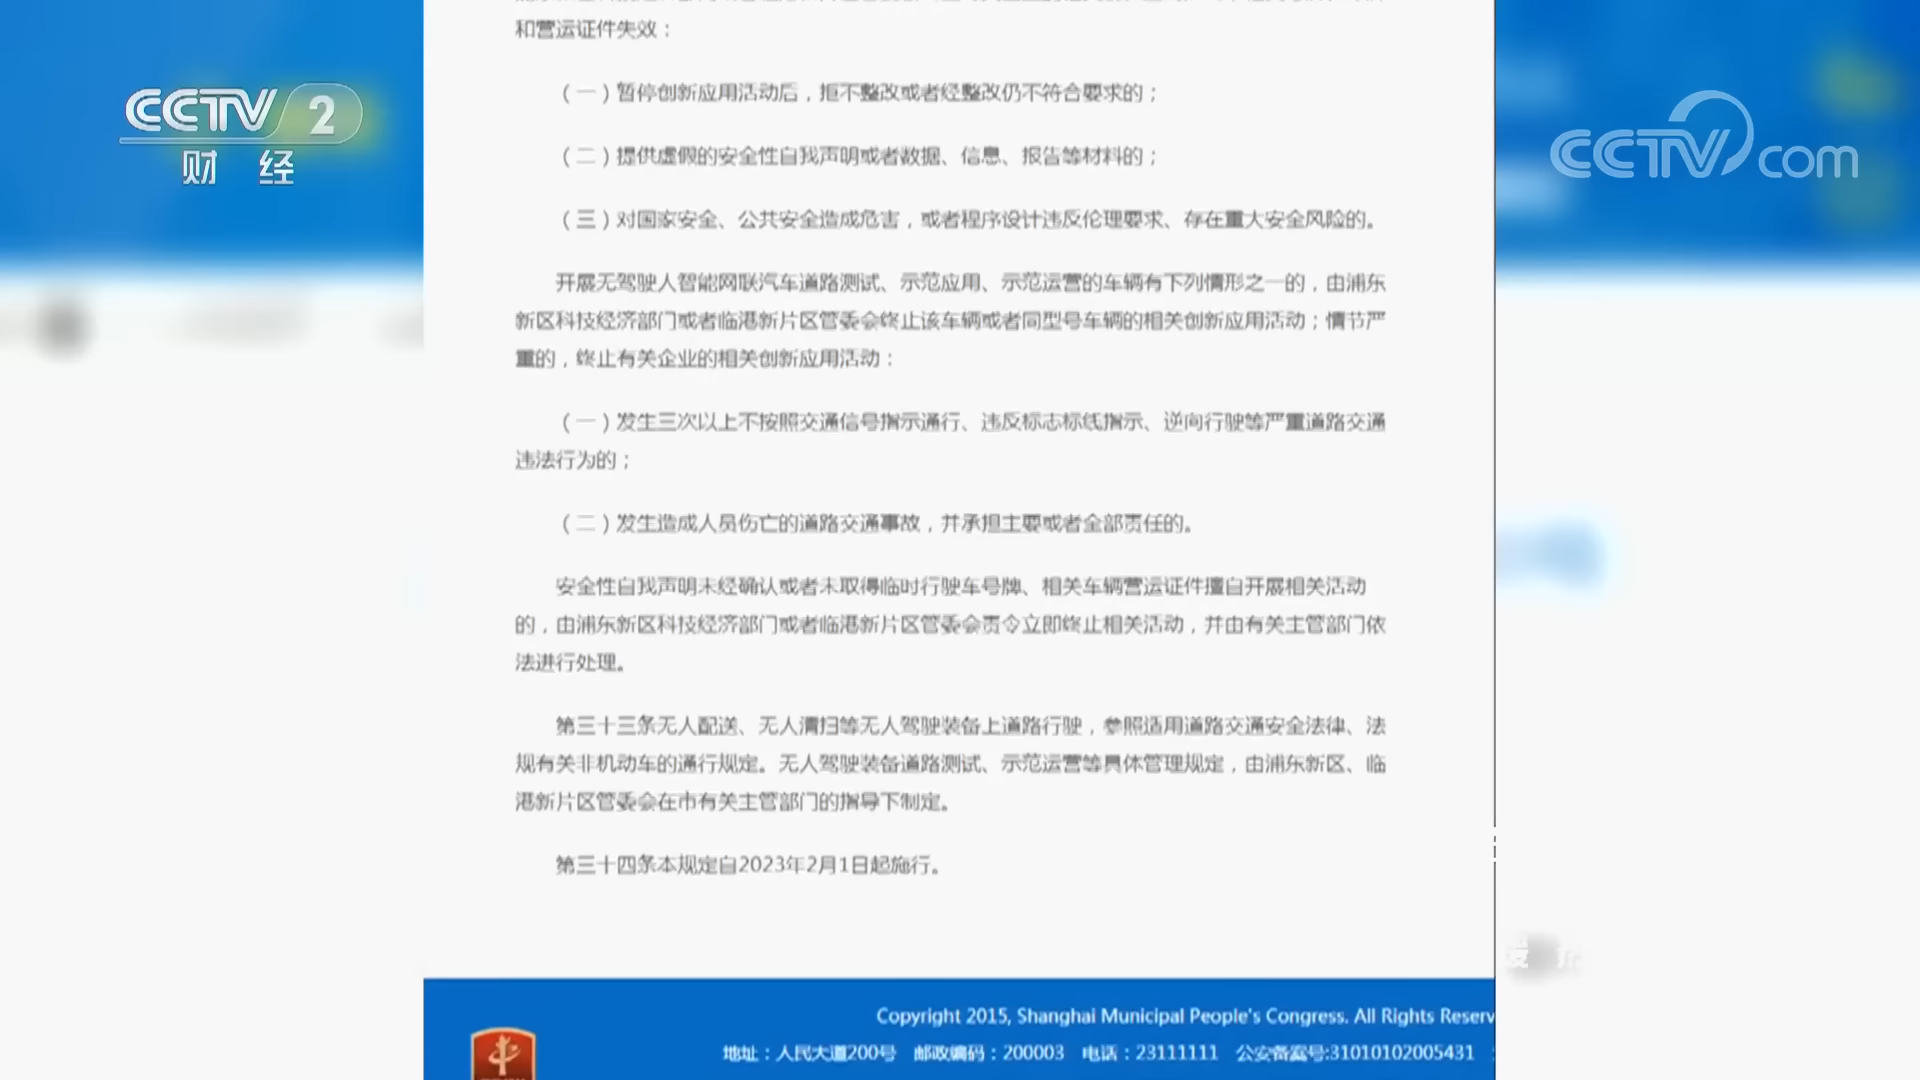 和营运证件失效：
CCTV 2
财 经
CCTV com
（一）暂停创新应用活动后，拒不整改或者经整改仍不符合要求的；
（二）提供虚假的安全性自我声明或者数据、信息、报告等材料的；
（三）对国家安全、公共安全造成危害，或者程序设计违反伦理要求、存在重大安全风险的。
开展无驾驶人智能网联汽车道路测试、示范应用、示范运营的车辆有下列情形之一的，由浦东
新区科技经济部门或者临港新片区管委会终止该车辆或者同型号车辆的相关创新应用活动；情节严
重的，终止有关企业的相关创新应用活动：
（一）发生三次以上不按照交通信号指示通行、违反标志标线指示、逆向行驶等严重道路交通
违法行为的；
（二）发生造成人员伤亡的道路交通事故，并承担主要或者全部责任的。
安全性自我声明未经确认或者未取得临时行驶车号牌、相关车辆营运证件擅自开展相关活动
的，由浦东新区科技经济部门或者临港新片区管委会责令立即终止相关活动，并由有关主管部门依
法进行处理。
第三十三条无人配送、无人清扫等无人驾驶装备上道路行驶，参照适用道路交通安全法律、法
规有关非机动车的通行规定。无人驾驶装备道路测试、示范运营等具体管理规定，由浦东新区、临
港新片区管委会在市有关主管部门的指导下制定。
第三十四条本规定自2023年2月1日起施行。
Copyright 2015, Shanghai Municipal People's Congress. All Rights Reserv
地址：人民大道200号 邮政编码：200003 电话：23111111 公安备案号:31010102005431